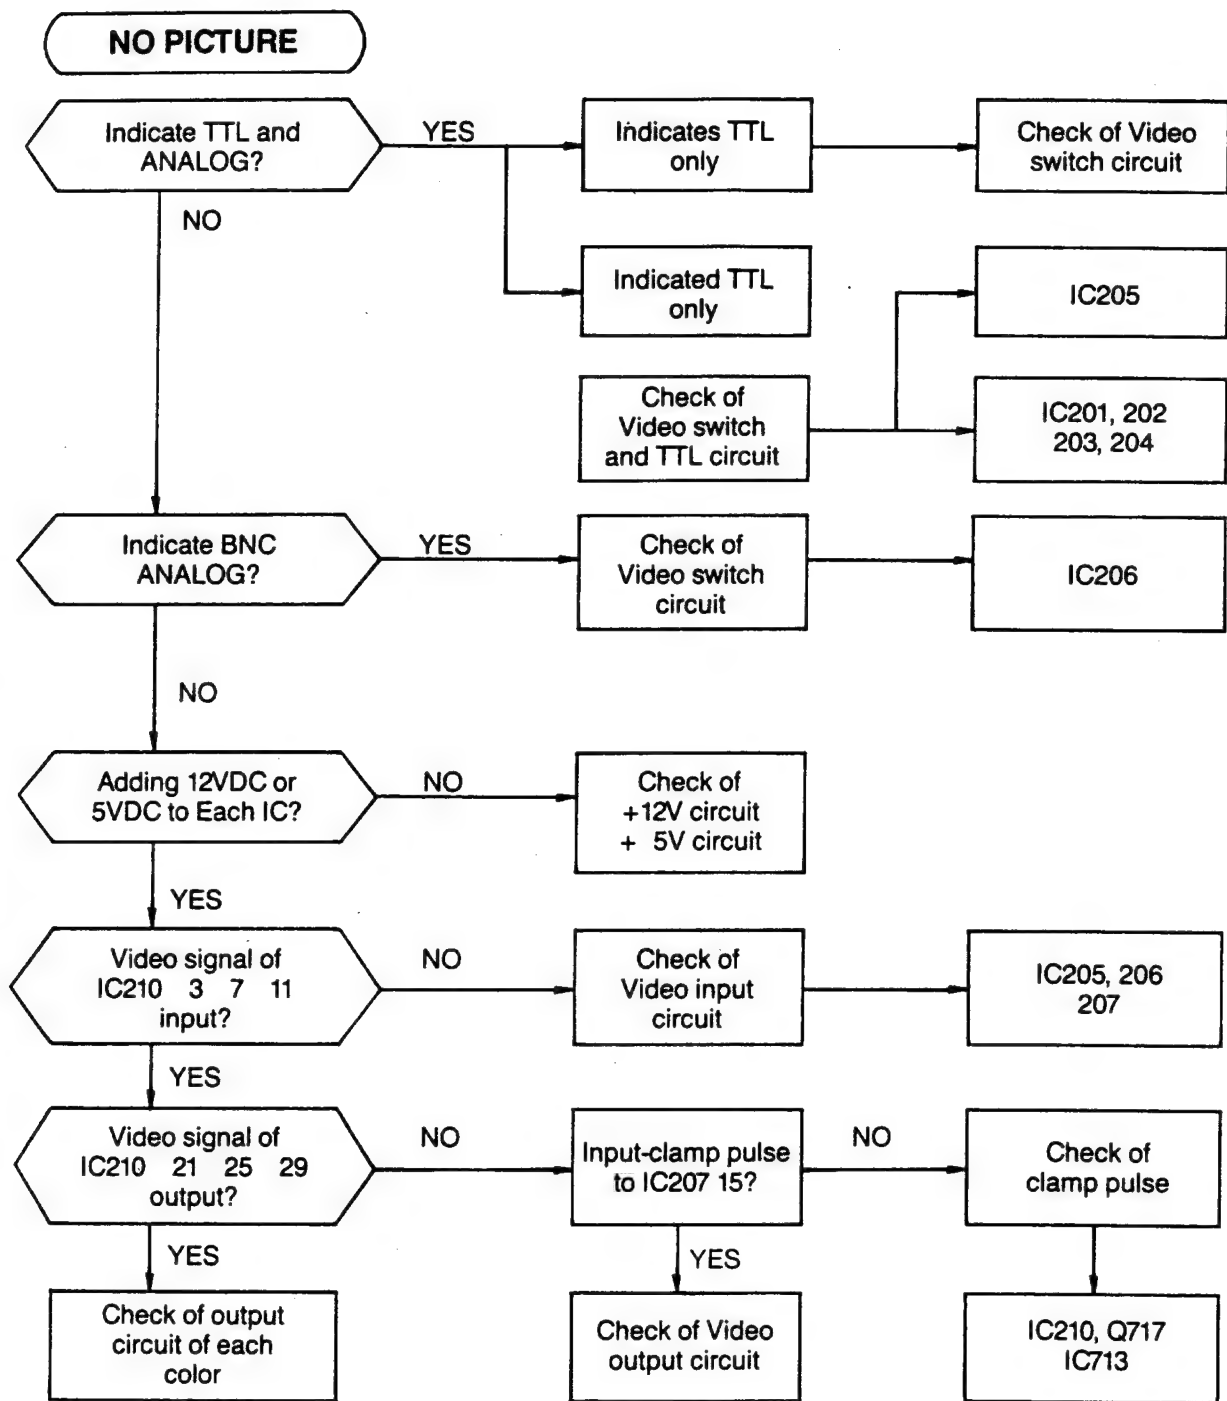 NO PICTURE
Indicate TTL and
ANALOG?
YES
Indicates TTL
only
Check of Video
switch circuit
NO
Indicated TTL
only
IC205
Check of
Video switch
and TTL circuit
IC201, 202
203, 204
Indicate BNC
ANALOG?
YES
Check of
Video switch
circuit
IC206
NO
Adding 12VDC or
5VDC to Each IC?
NO
Check of
+12V circuit
+ 5V circuit
YES
Video signal of
IC210 3 7 11
input?
NO
Check of
Video input
circuit
IC205, 206
207
YES
Video signal of
IC210 21 25 29
output?
NO
Input-clamp pulse
to IC207 15?
NO
Check of
clamp pulse
YES
YES
Check of output
circuit of each
color
Check of Video
output circuit
IC210, Q717
IC713